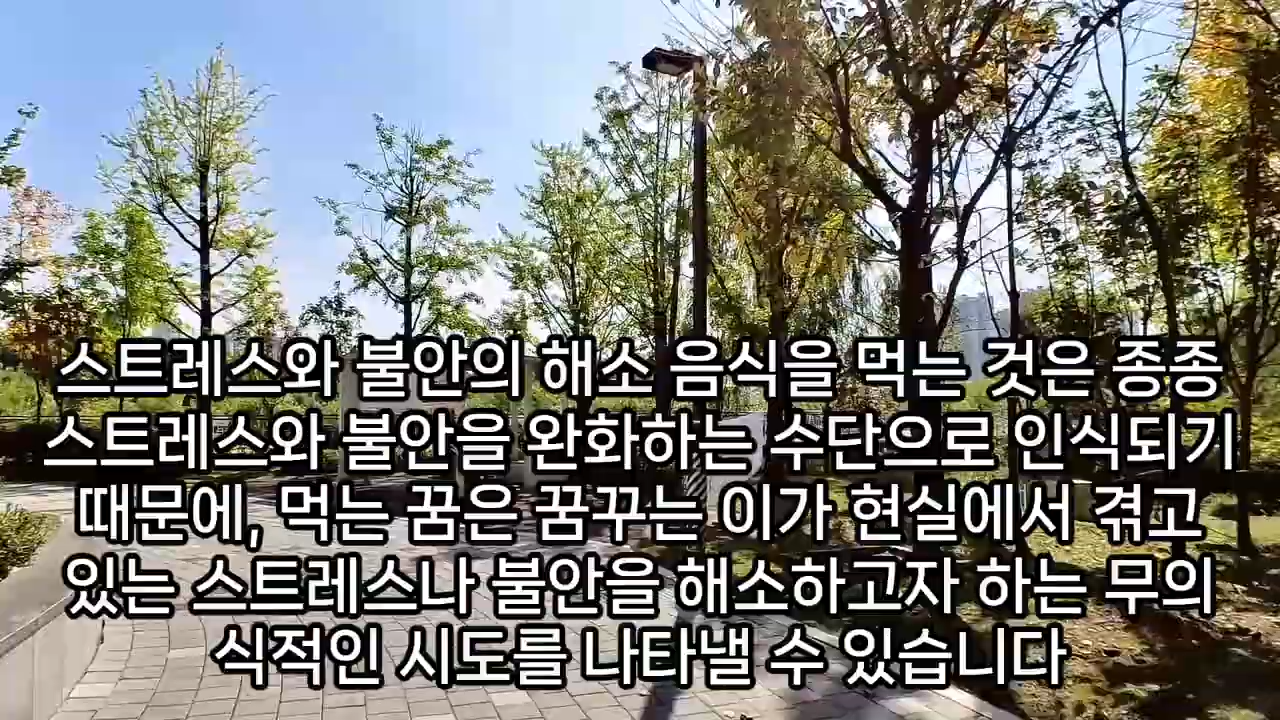 스트레스와 불안의 해소 음식을 먹는 것은 종종
스트레스와 불안을 완화하는 수단으로 인식되기
때문에, 먹는 꿈은 꿈꾸는 이가 현실에서 겪고
있는 스트레스나 불안을 해소하고자 하는 무의
식적인 시도를 나타낼 수 있습니다